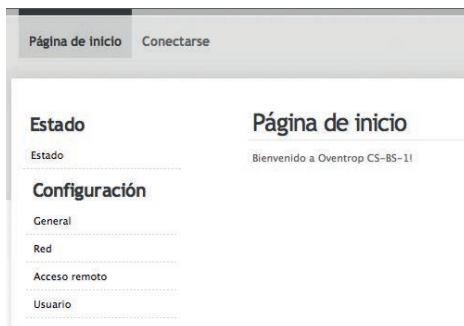 Página de inicio Conectarse
Estado
Estado
Configuración
General
Red
Acceso remoto
Usuario
Página de inicio
Bienvenido a Oventrop CS-BS-1!